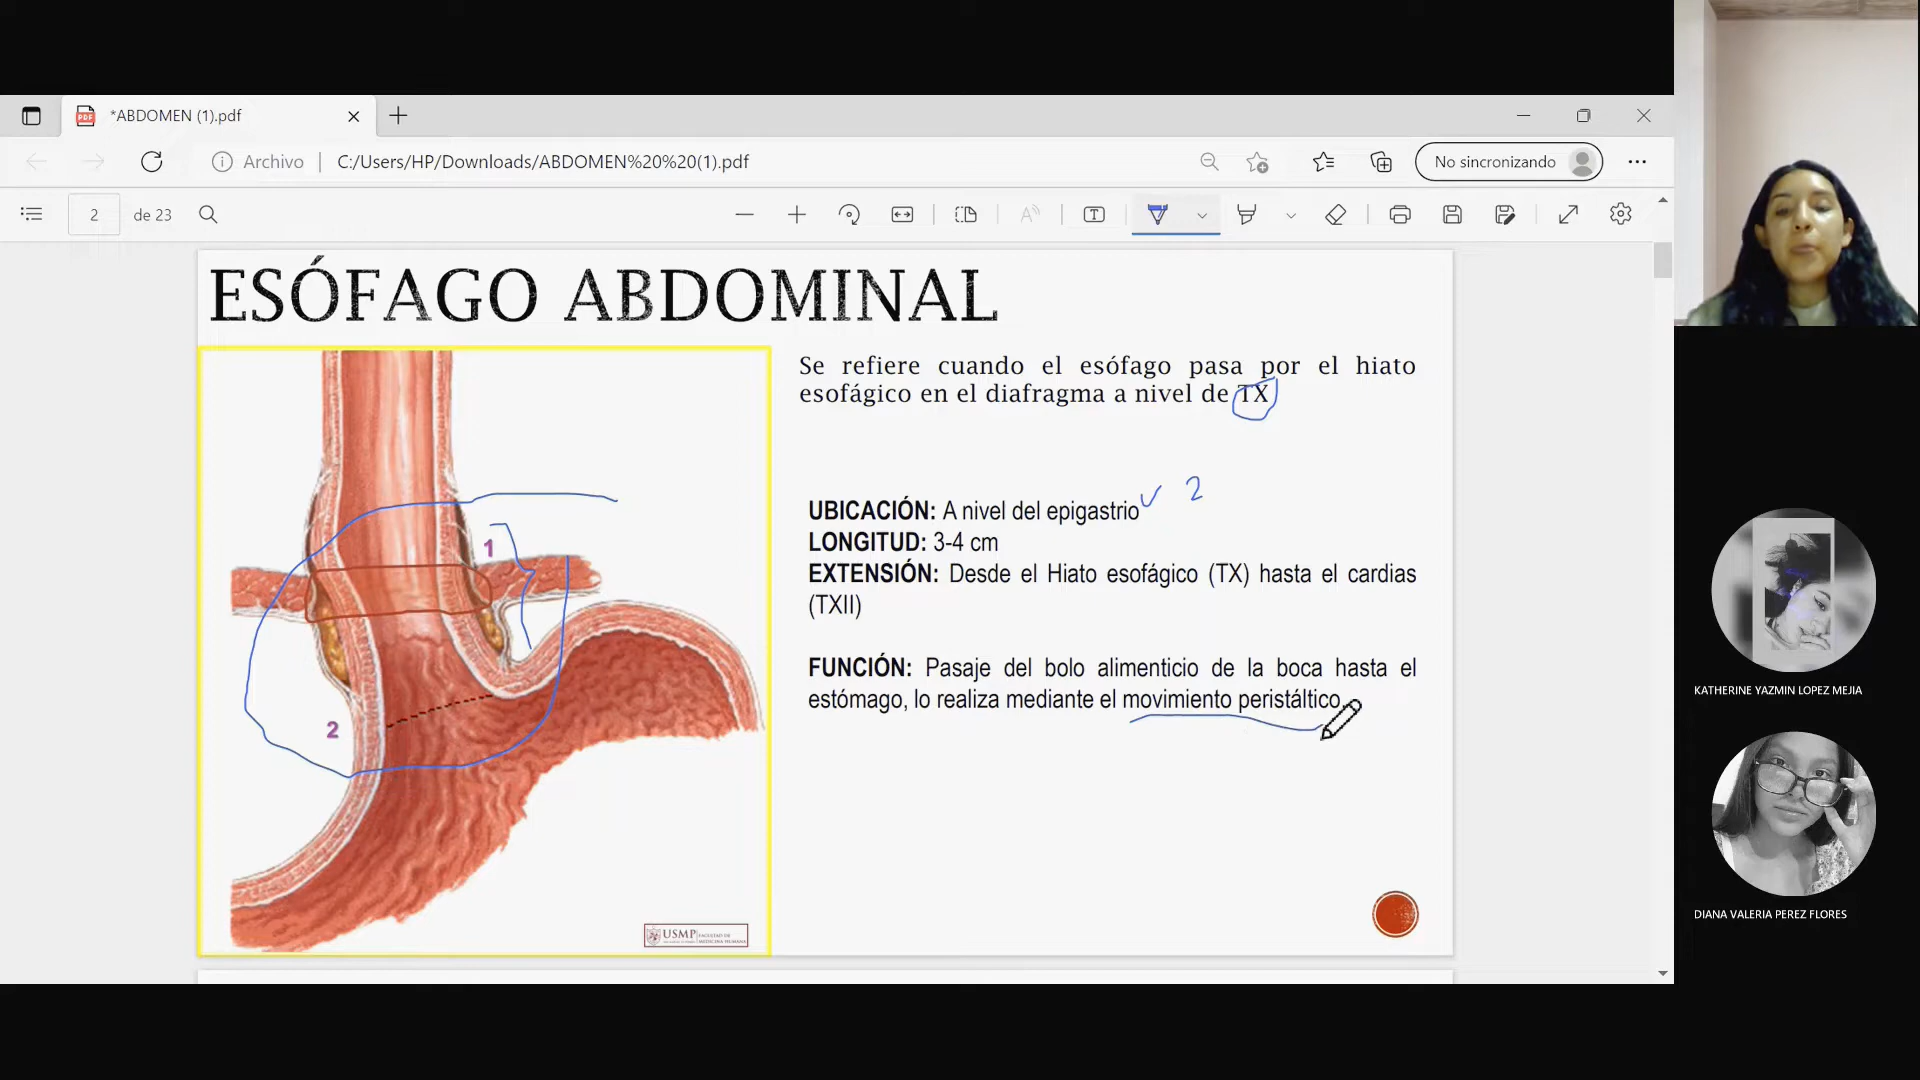 *ABDOMEN (1).pdf
Archivo | C:/Users/HP/Downloads/ABDOMEN%20%20(1).pdf
No sincronizando
2 de 23
ESÓFAGO ABDOMINAL
Se refiere cuando el esófago pasa por el hiato
esofágico en el diafragma a nivel de TX
2
UBICACIÓN: A nivel del epigastrio
LONGITUD: 3-4 cm
EXTENSIÓN: Desde el Hiato esofágico (TX) hasta el cardias
(TXII)
FUNCIÓN: Pasaje del bolo alimenticio de la boca hasta el
estómago, lo realiza mediante el movimiento peristáltico.
1
2
USMP
FACULTAD DE
MEDICINA HUMANA
KATHERINE YAZMIN LOPEZ MEJIA
DIANA VALERIA PEREZ FLORES